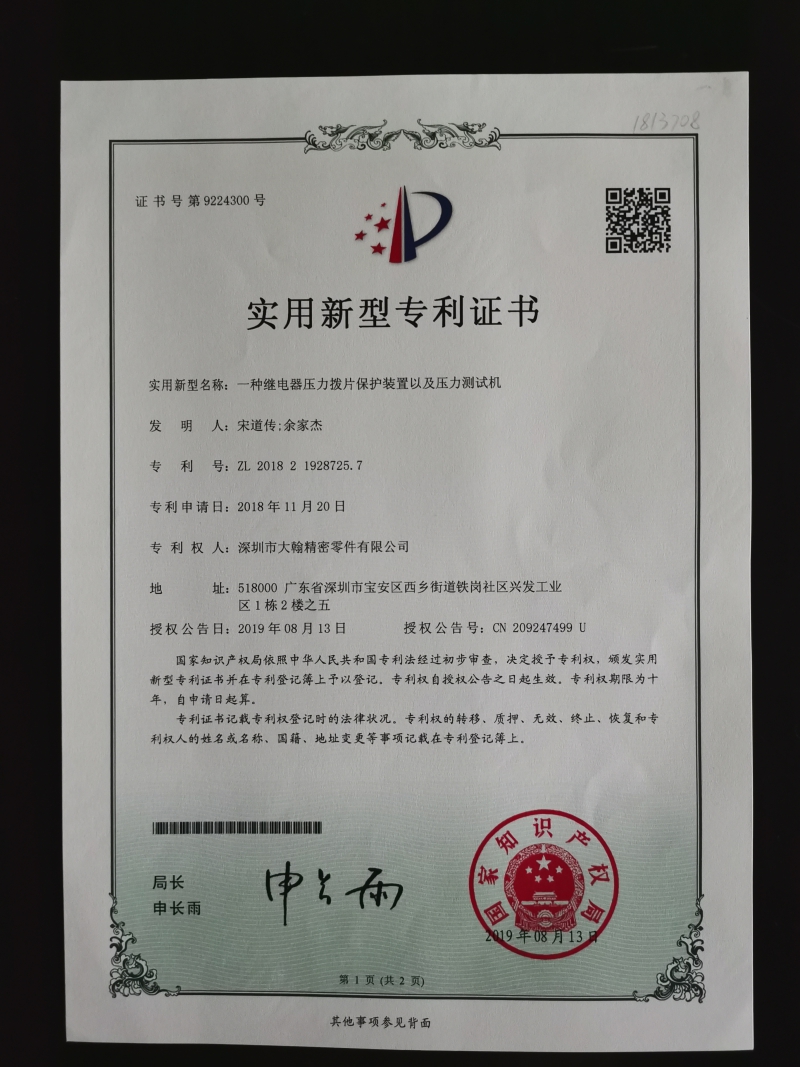 1813708
证书号第9224300号
实用新型专利证书
实用新型名称：一种继电器压力拨片保护装置以及压力测试机
发明人：宋道传;余家杰
专利号：ZL 2018 2 1928725.7
专利申请日：2018年11月20日
专利权人：深圳市大翰精密零件有限公司
地址：518000 广东省深圳市宝安区西乡街道铁岗社区兴发工业
区1栋2楼之五
授权公告日：2019年08月13日 授权公告号：CN 209247499 U
国家知识产权局依照中华人民共和国专利法经过初步审查，决定授予专利权，颁发实用
新型专利证书并在专利登记簿上予以登记。专利权自授权公告之日起生效。专利权期限为十
年，自申请日起算。
专利证书记载专利权登记时的法律状况。专利权的转移、质押、无效、终止、恢复和专
利权人的姓名或名称、国籍、地址变更等事项记载在专利登记簿上。
局长
申长雨
申长雨
国家知识产权局
2019年08月13日
第1页(共2页)
其他事项参见背面